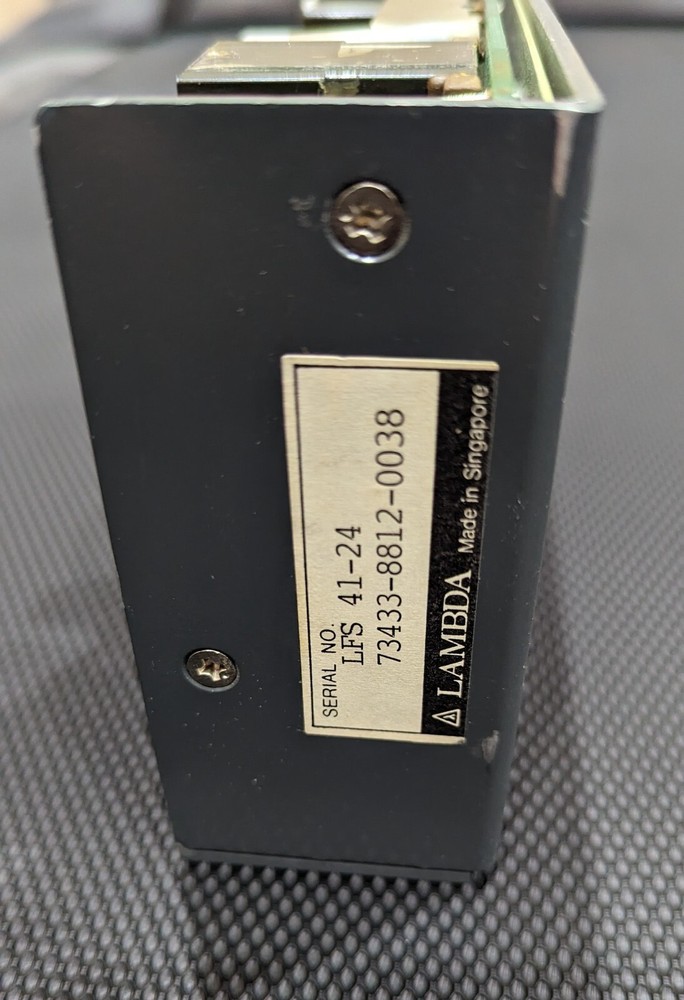 SERIAL NO.
LFS 41-24
73433-8812-0038
LAMBDA Made in Singapore